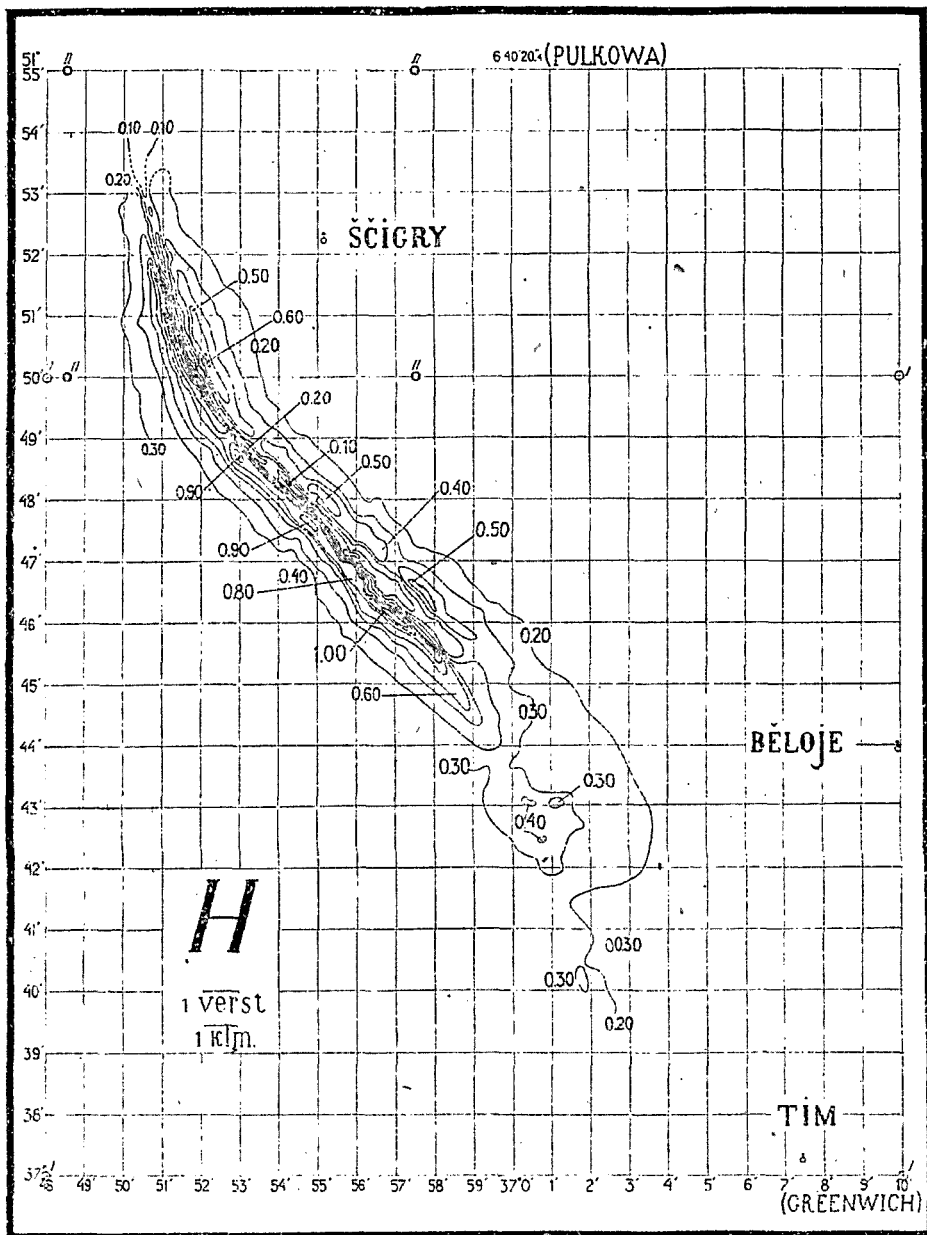 51° 6 40' 20."4 (PULKOWA)
55'
54' 0.10 0.10
53' 0.20
52' ŠČIGRY
0.50
51' 0.60
0.20
50'
0.20
49' 0.30 0.10
0.50
48' 0.90 0.40
0.90 0.50
47' 0.40
0.80
46' 0.20
1.00
45' 0.60 0.30
44' BĚLOJE
0.30 0.30
43' 0.40
42'
H
41' 0.30
0.30
40' 1 verst 0.20
1 Klm.
39'
38' TIM
37'
48' 49' 50' 51' 52' 53' 54' 55' 56' 57' 58' 59' 37°0' 1' 2' 3' 4' 5' 6' 7' 8' 9' 10'
(GREENWICH)